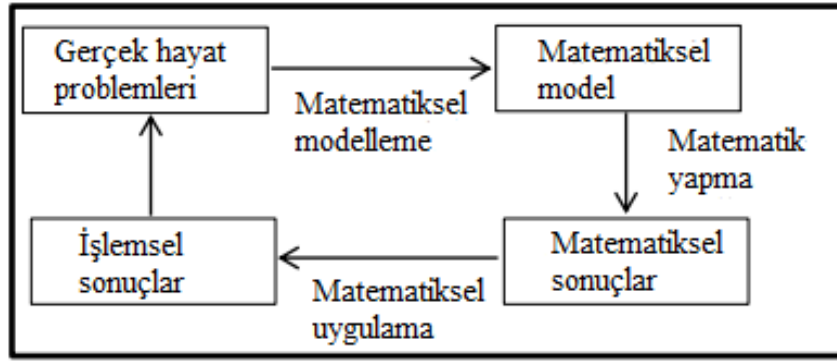 Gerçek hayat
problemleri
Matematiksel
modelleme
Matematiksel
model
Matematik
yapma
Matematiksel
sonuçlar
Matematiksel
uygulama
İşlemsel
sonuçlar